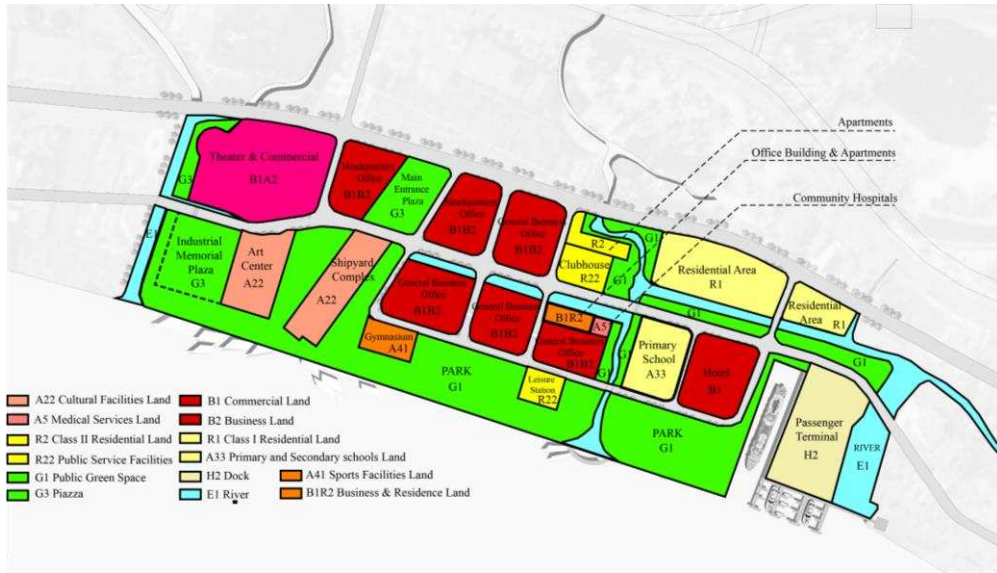 Apartments
Office Building & Apartments
Community Hospitals
Theater & Commercial
B1A2
G3
Headquarters
Office
B1B2
Main
Entrance
Plaza
G3
Headquarters
Office
B1B2
General Business
Office
B1B2
R2
Clubhouse
R22
G1
G1
Residential Area
R1
Residential
Area
R1
E1
Industrial
Memorial
Plaza
G3
Art
Center
A22
Shipyard
Complex
A22
General Business
Office
B1B2
General Business
Office
B1B2
B1R2
A5
General Business
Office
B1B2
G1
G1
G1
Primary
School
A33
Hotel
B1
G1
Gymnasium
A41
PARK
G1
Leisure
Station
R22
PARK
G1
Passenger
Terminal
H2
RIVER
E1
A22 Cultural Facilities Land
A5 Medical Services Land
R2 Class II Residential Land
R22 Public Service Facilities
G1 Public Green Space
G3 Piazza
B1 Commercial Land
B2 Business Land
R1 Class I Residential Land
A33 Primary and Secondary schools Land
H2 Dock
E1 River
A41 Sports Facilities Land
B1R2 Business & Residence Land